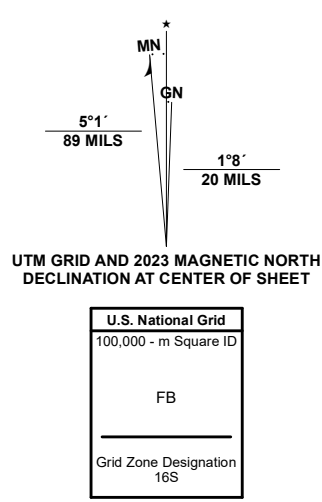 ★
MN
GN
5°1´
89 MILS
1°8´
20 MILS
UTM GRID AND 2023 MAGNETIC NORTH
DECLINATION AT CENTER OF SHEET
U.S. National Grid
100,000 - m Square ID
FB
Grid Zone Designation
16S